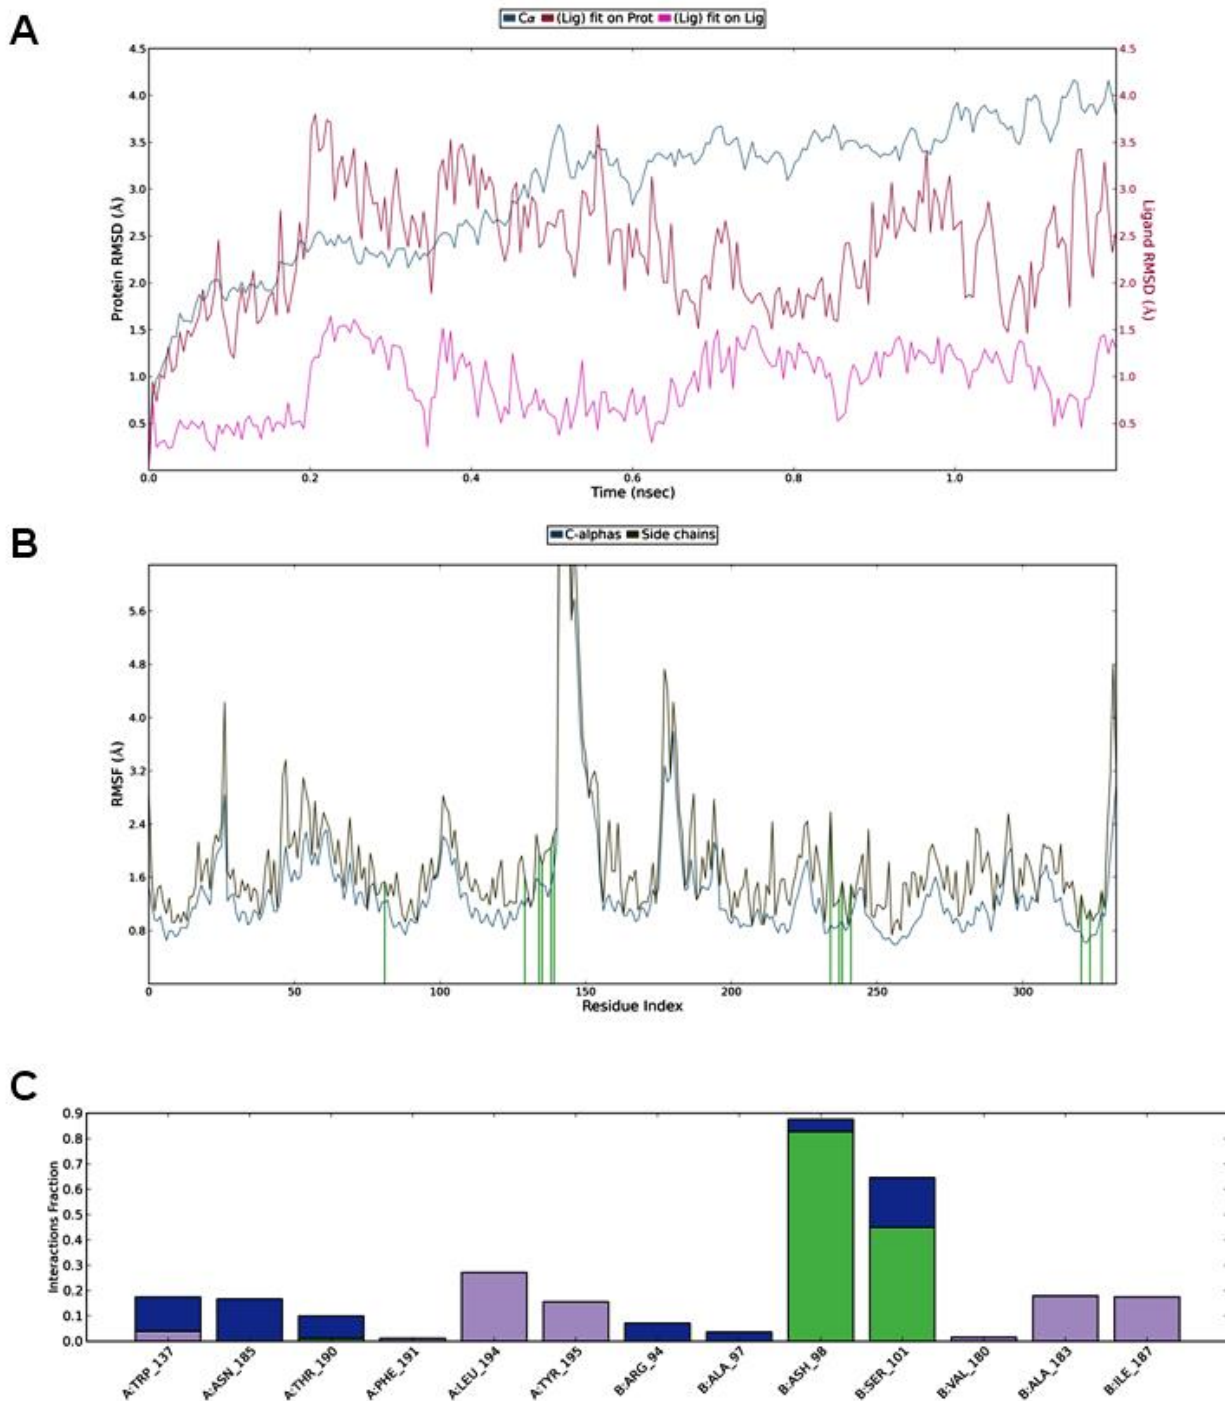 A
Cα (Lig) fit on Prot (Lig) fit on Lig
4.5 4.5
4.0 4.0
3.5 3.5
3.0 3.0
2.5 2.5
2.0 2.0
1.5 1.5
1.0 1.0
0.5 0.5
Protein RMSD (Å)
Ligand RMSD (Å)
0.0 0.2 0.4 0.6 0.8 1.0
Time (nsec)
B
C-alphas Side chains
5.6
4.8
4.0
3.2
2.4
1.6
0.8
RMSF (Å)
0 50 100 150 200 250 300
Residue Index
C
0.9
0.8
0.7
0.6
0.5
0.4
0.3
0.2
0.1
0.0
Interactions Fraction
A:TRP_137
A:ASN_185
A:THR_190
A:PHE_191
A:LEU_194
A:TYR_195
B:ARG_94
B:ALA_97
B:ASH_98
B:SER_101
B:VAL_180
B:ALA_183
B:ILE_187